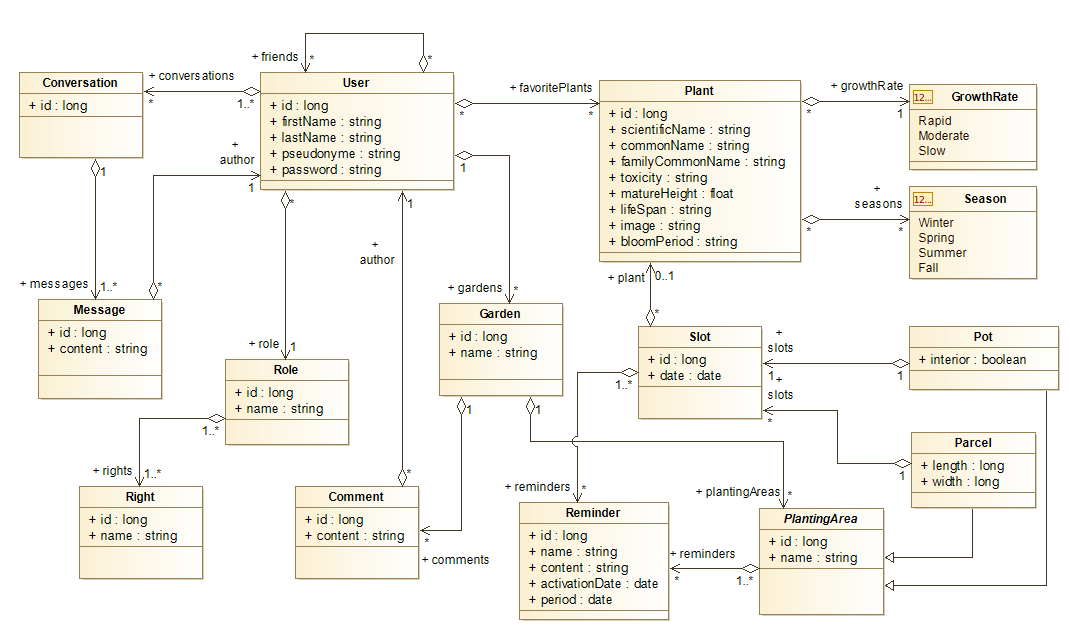 + friends
*
*
Conversation
+ id : long
+ conversations
*
1..*
User
+ id : long
+ firstName : string
+ lastName : string
+ pseudonyme : string
+ password : string
+ favoritePlants
*
*
Plant
+ id : long
+ scientificName : string
+ commonName : string
+ familyCommonName : string
+ toxicity : string
+ matureHeight : float
+ lifeSpan : string
+ image : string
+ bloomPeriod : string
+ growthRate
*
1
12...
GrowthRate
Rapid
Moderate
Slow
+
seasons
*
*
12...
Season
Winter
Spring
Summer
Fall
1
+
author
1
*
1
1
+
author
+ messages
1..*
*
Message
+ id : long
+ content : string
+ gardens
*
Garden
+ id : long
+ name : string
+ plant
0..1
*
Slot
+ id : long
+ date : date
1..*
+
slots
1
1
+
slots
*
1
Pot
+ interior : boolean
+ role
1
Role
+ id : long
+ name : string
1..*
1
1
Parcel
+ length : long
+ width : long
+ rights
1..*
Right
+ id : long
+ name : string
*
Comment
+ id : long
+ content : string
*
+ comments
+ reminders
*
Reminder
+ id : long
+ name : string
+ content : string
+ activationDate : date
+ period : date
+ plantingAreas
*
+ reminders
*
1..*
PlantingArea
+ id : long
+ name : string